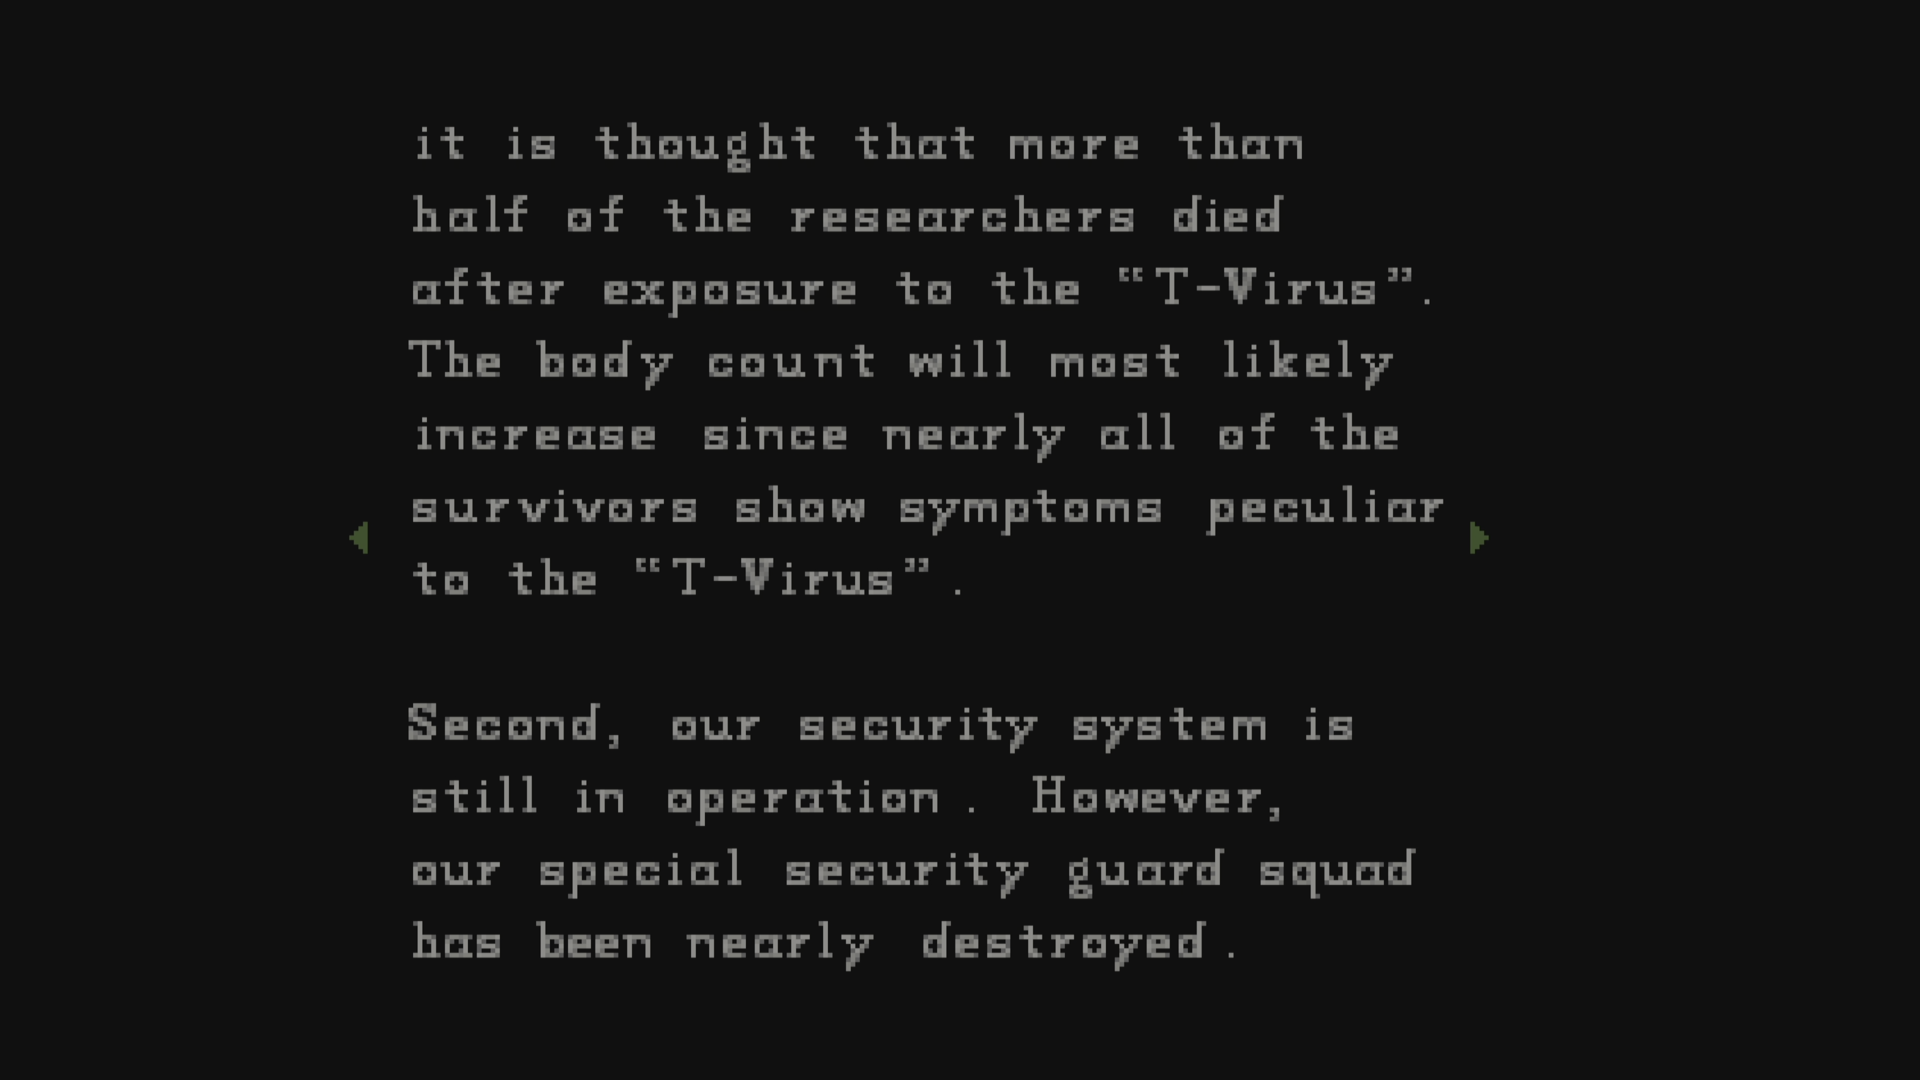 it is thought that more than
half of the researchers died
after exposure to the “T-Virus”.
The body count will most likely
increase since nearly all of the
survivors show symptoms peculiar
to the “T-Virus”.
Second, our security system is
still in operation. However,
our special security guard squad
has been nearly destroyed.